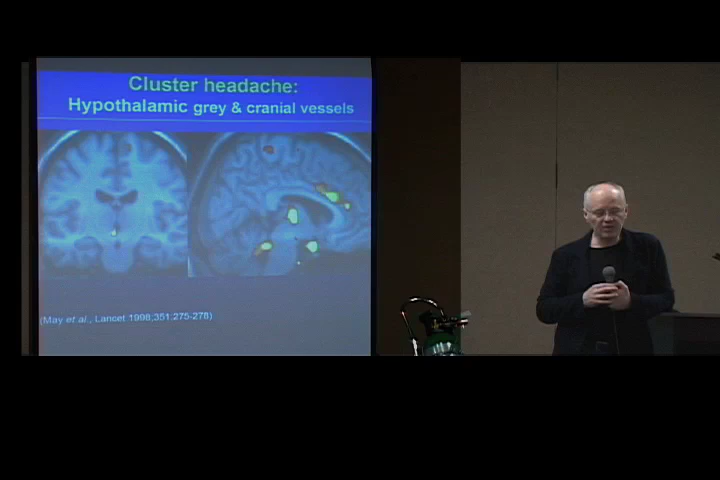 Cluster headache:
Hypothalamic grey & cranial vessels
(May et al., Lancet 1998;351:275-278)